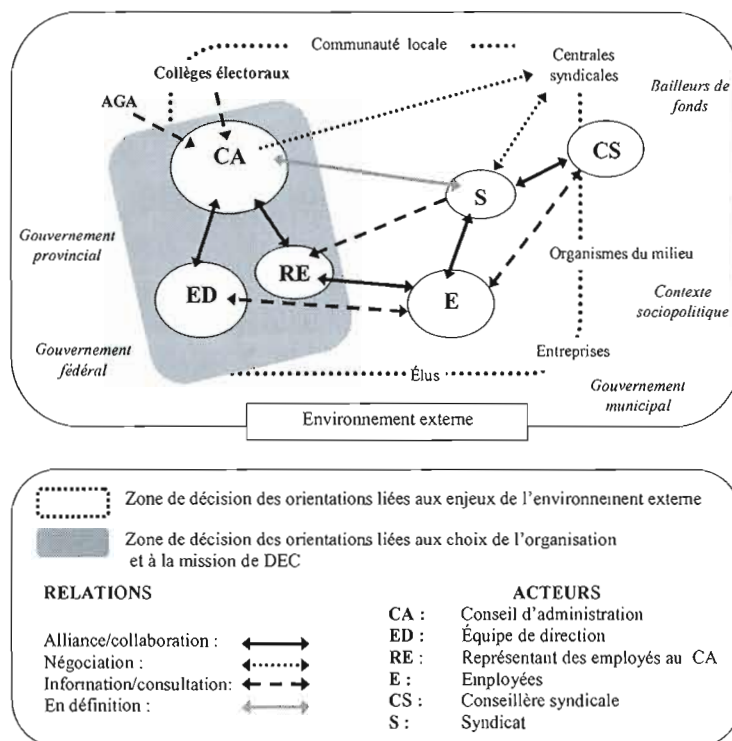 Communauté locale
Centrales
syndicales
Collèges électoraux
Bailleurs de
fonds
AGA
CA
CS
S
Gouvernement
provincial
Organismes du milieu
RE
ED
E
Contexte
sociopolitique
Gouvernement
fédéral
Entreprises
Élus
Gouvernement
municipal
Environnement externe
Zone de décision des orientations liées aux enjeux de l'environnement externe
Zone de décision des orientations liées aux choix de l'organisation
et à la mission de DEC
RELATIONS
Alliance/collaboration :
Négociation :
Information/consultation:
En définition :
ACTEURS
CA : Conseil d'administration
ED : Équipe de direction
RE : Représentant des employés au CA
E : Employées
CS : Conseillère syndicale
S : Syndicat